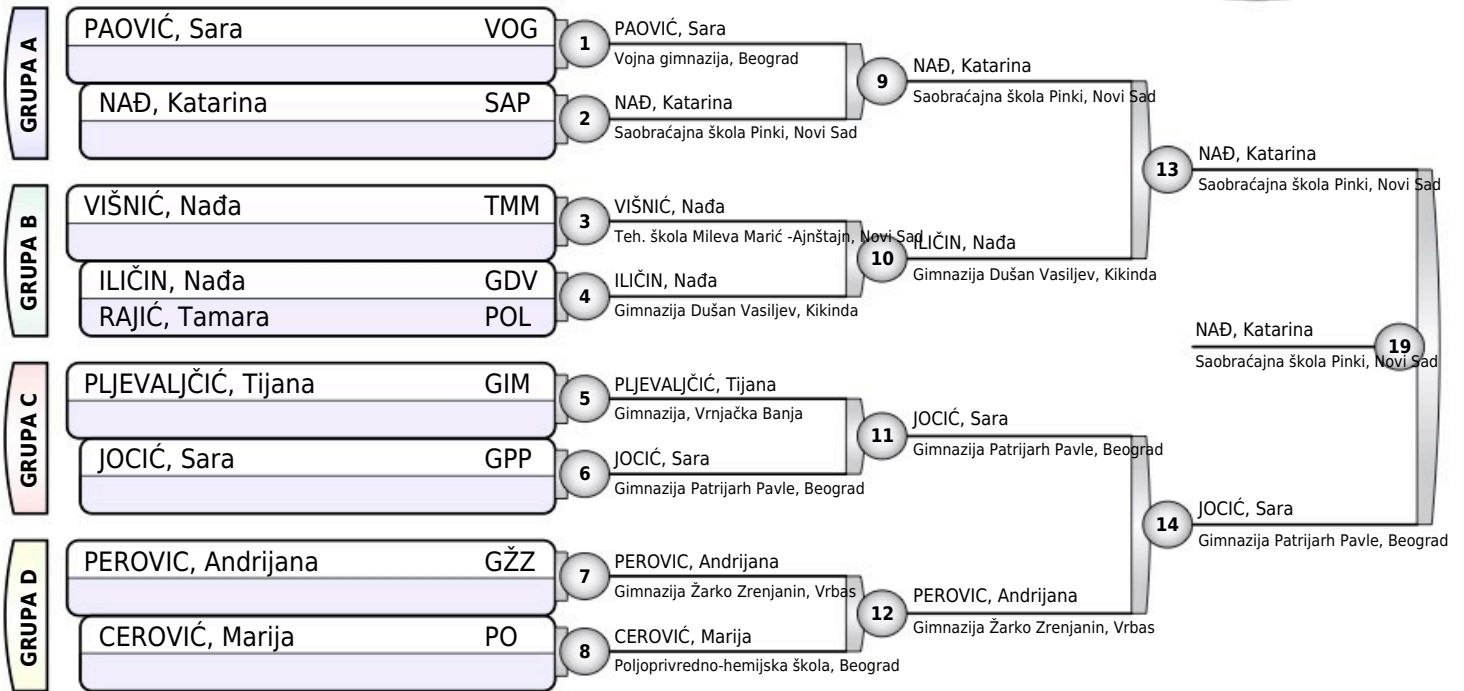 GRUPA A
PAOVIĆ, Sara VOG
NAĐ, Katarina SAP
GRUPA B
VIŠNIĆ, Nađa TMM
ILIČIN, Nađa GDV
RAJIĆ, Tamara POL
GRUPA C
PLJEVALJČIĆ, Tijana GIM
JOCIĆ, Sara GPP
GRUPA D
PEROVIC, Andrijana GŽZ
CEROVIĆ, Marija PO
1
PAOVIĆ, Sara
Vojna gimnazija, Beograd
2
NAĐ, Katarina
Saobraćajna škola Pinki, Novi Sad
3
VIŠNIĆ, Nađa
Teh. škola Mileva Marić -Ajnštajn, Novi Sad
4
ILIČIN, Nađa
Gimnazija Dušan Vasiljev, Kikinda
5
PLJEVALJČIĆ, Tijana
Gimnazija, Vrnjačka Banja
6
JOCIĆ, Sara
Gimnazija Patrijarh Pavle, Beograd
7
PEROVIC, Andrijana
Gimnazija Žarko Zrenjanin, Vrbas
8
CEROVIĆ, Marija
Poljoprivredno-hemijska škola, Beograd
9
NAĐ, Katarina
Saobraćajna škola Pinki, Novi Sad
10
ILIČIN, Nađa
Gimnazija Dušan Vasiljev, Kikinda
11
JOCIĆ, Sara
Gimnazija Patrijarh Pavle, Beograd
12
PEROVIC, Andrijana
Gimnazija Žarko Zrenjanin, Vrbas
13
NAĐ, Katarina
Saobraćajna škola Pinki, Novi Sad
14
JOCIĆ, Sara
Gimnazija Patrijarh Pavle, Beograd
19
NAĐ, Katarina
Saobraćajna škola Pinki, Novi Sad